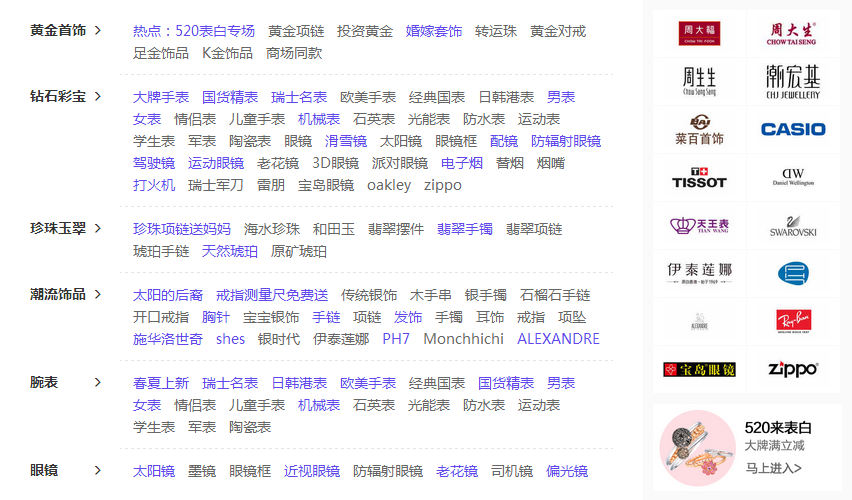 黄金首饰 > 热点：520表白专场 黄金项链 投资黄金 婚嫁套饰 转运珠 黄金对戒
足金饰品 K金饰品 商场同款
钻石彩宝 > 大牌手表 国货精表 瑞士名表 欧美手表 经典国表 日韩港表 男表
女表 情侣表 儿童手表 机械表 石英表 光能表 防水表 运动表
学生表 军表 陶瓷表 眼镜 滑雪镜 太阳镜 眼镜框 配镜 防辐射眼镜
驾驶镜 运动眼镜 老花镜 3D眼镜 派对眼镜 电子烟 替烟 烟嘴
打火机 瑞士军刀 雷朋 宝岛眼镜 oakley zippo
珍珠玉翠 > 珍珠项链送妈妈 海水珍珠 和田玉 翡翠摆件 翡翠手镯 翡翠项链
琥珀手链 天然琥珀 原矿琥珀
潮流饰品 > 太阳的后裔 戒指测量尺免费送 传统银饰 木手串 银手镯 石榴石手链
开口戒指 胸针 宝宝银饰 手链 项链 发饰 手镯 耳饰 戒指 项坠
施华洛世奇 shes 银时代 伊泰莲娜 PH7 Monchhichi ALEXANDRE
腕表 > 春夏上新 瑞士名表 日韩港表 欧美手表 经典国表 国货精表 男表
女表 情侣表 儿童手表 机械表 石英表 光能表 防水表 运动表
学生表 军表 陶瓷表
眼镜 > 太阳镜 墨镜 眼镜框 近视眼镜 防辐射眼镜 老花镜 司机镜 偏光镜
周大福
CHOW TAI FOOK
周大生
CHOW TAI SENG
周生生
Chow Sang Sang
潮宏基
CHJ JEWELLERY
菜百首饰
CASIO
TISSOT
DW
Daniel Wellington
天王表
TIAN WANG
SWAROVSKI
伊泰莲娜
ALEXANDRE
Ray-Ban
宝岛眼镜
zippo
520来表白
大牌满立减
马上进入>